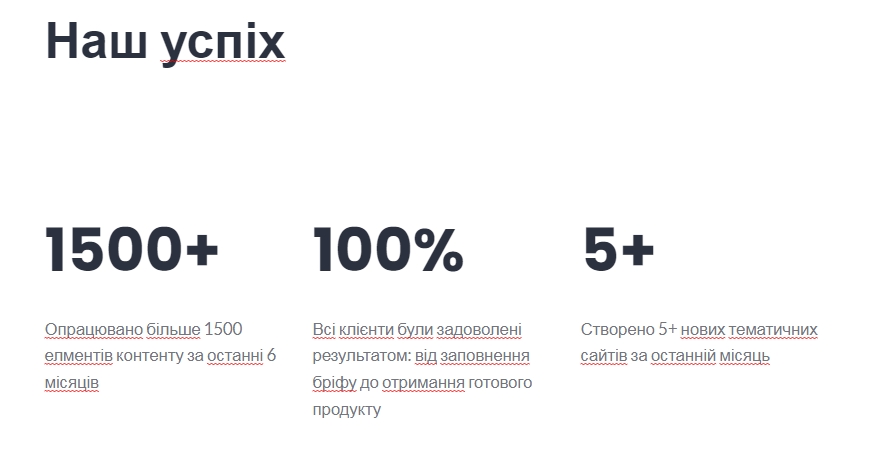 Наш успіх
1500+
100%
5+
Опрацювано більше 1500
елментів контенту за останні 6
місяців
Всі клієнти були задоволені
результатом: від заповнення
бріфу до отримання готового
продукту
Створено 5+ нових тематичних
сайтів за останній місяць